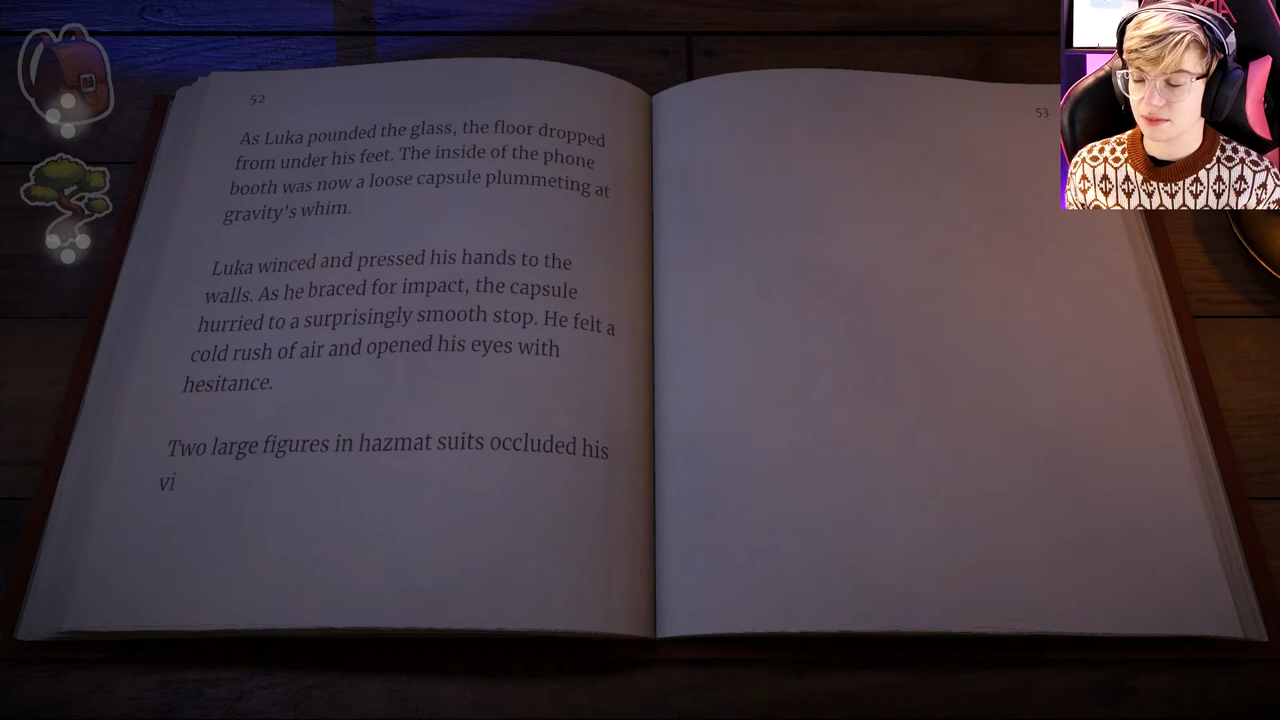 52
As Luka pounded the glass, the floor dropped
from under his feet. The inside of the phone
booth was now a loose capsule plummeting at
gravity's whim.
Luka winced and pressed his hands to the
walls. As he braced for impact, the capsule
hurried to a surprisingly smooth stop. He felt a
cold rush of air and opened his eyes with
hesitance.
Two large figures in hazmat suits occluded his
vi
53